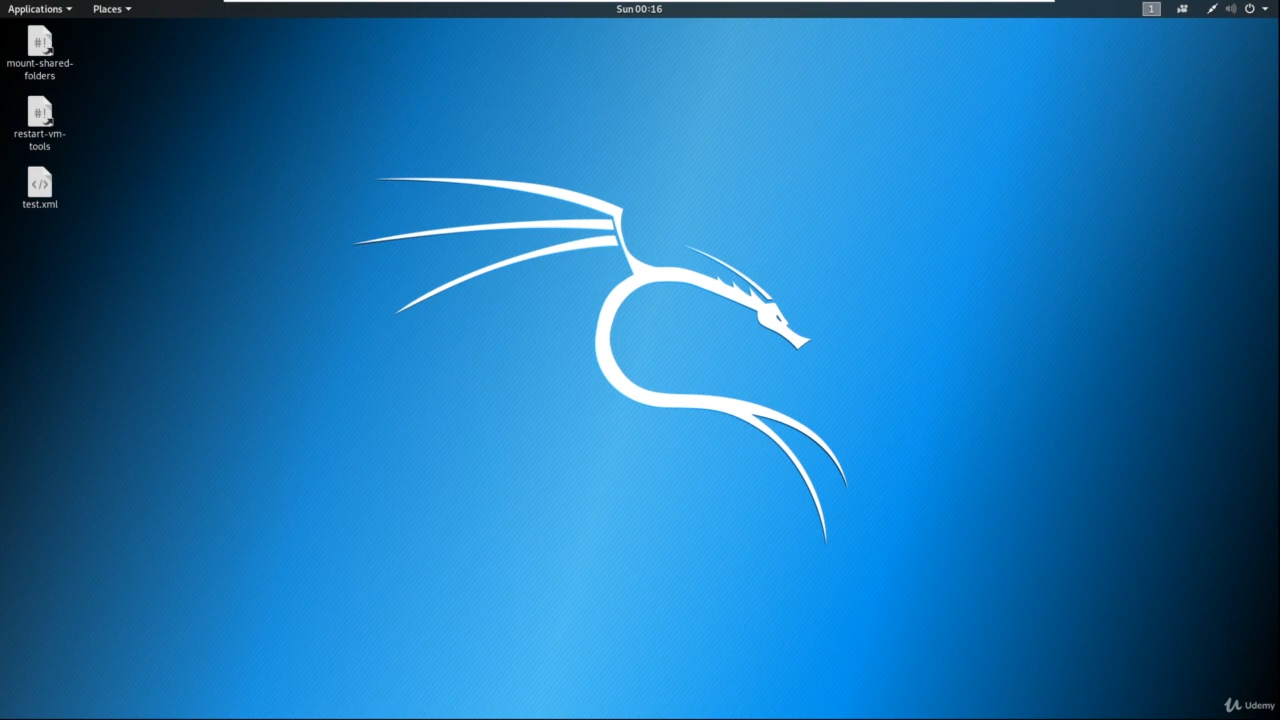 Applications Places Sun 00:16 1
mount-shared-
folders
restart-vm-
tools
test.xml
Udemy